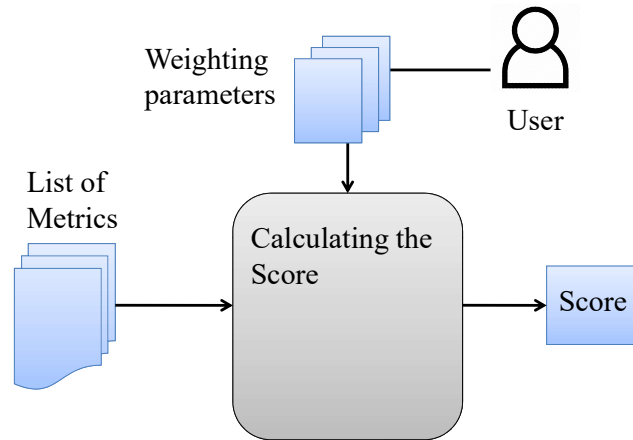 Weighting
parameters
User
List of
Metrics
Calculating the
Score
Score